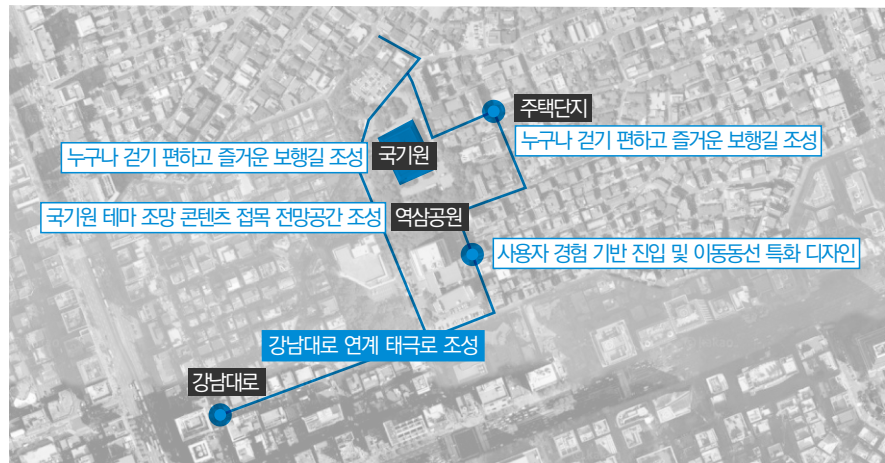 주택단지
누구나 걷기 편하고 즐거운 보행길 조성
누구나 걷기 편하고 즐거운 보행길 조성
국기원
국기원 테마 조망 콘텐츠 접목 전망공간 조성
역삼공원
사용자 경험 기반 진입 및 이동동선 특화 디자인
강남대로 연계 태극로 조성
강남대로